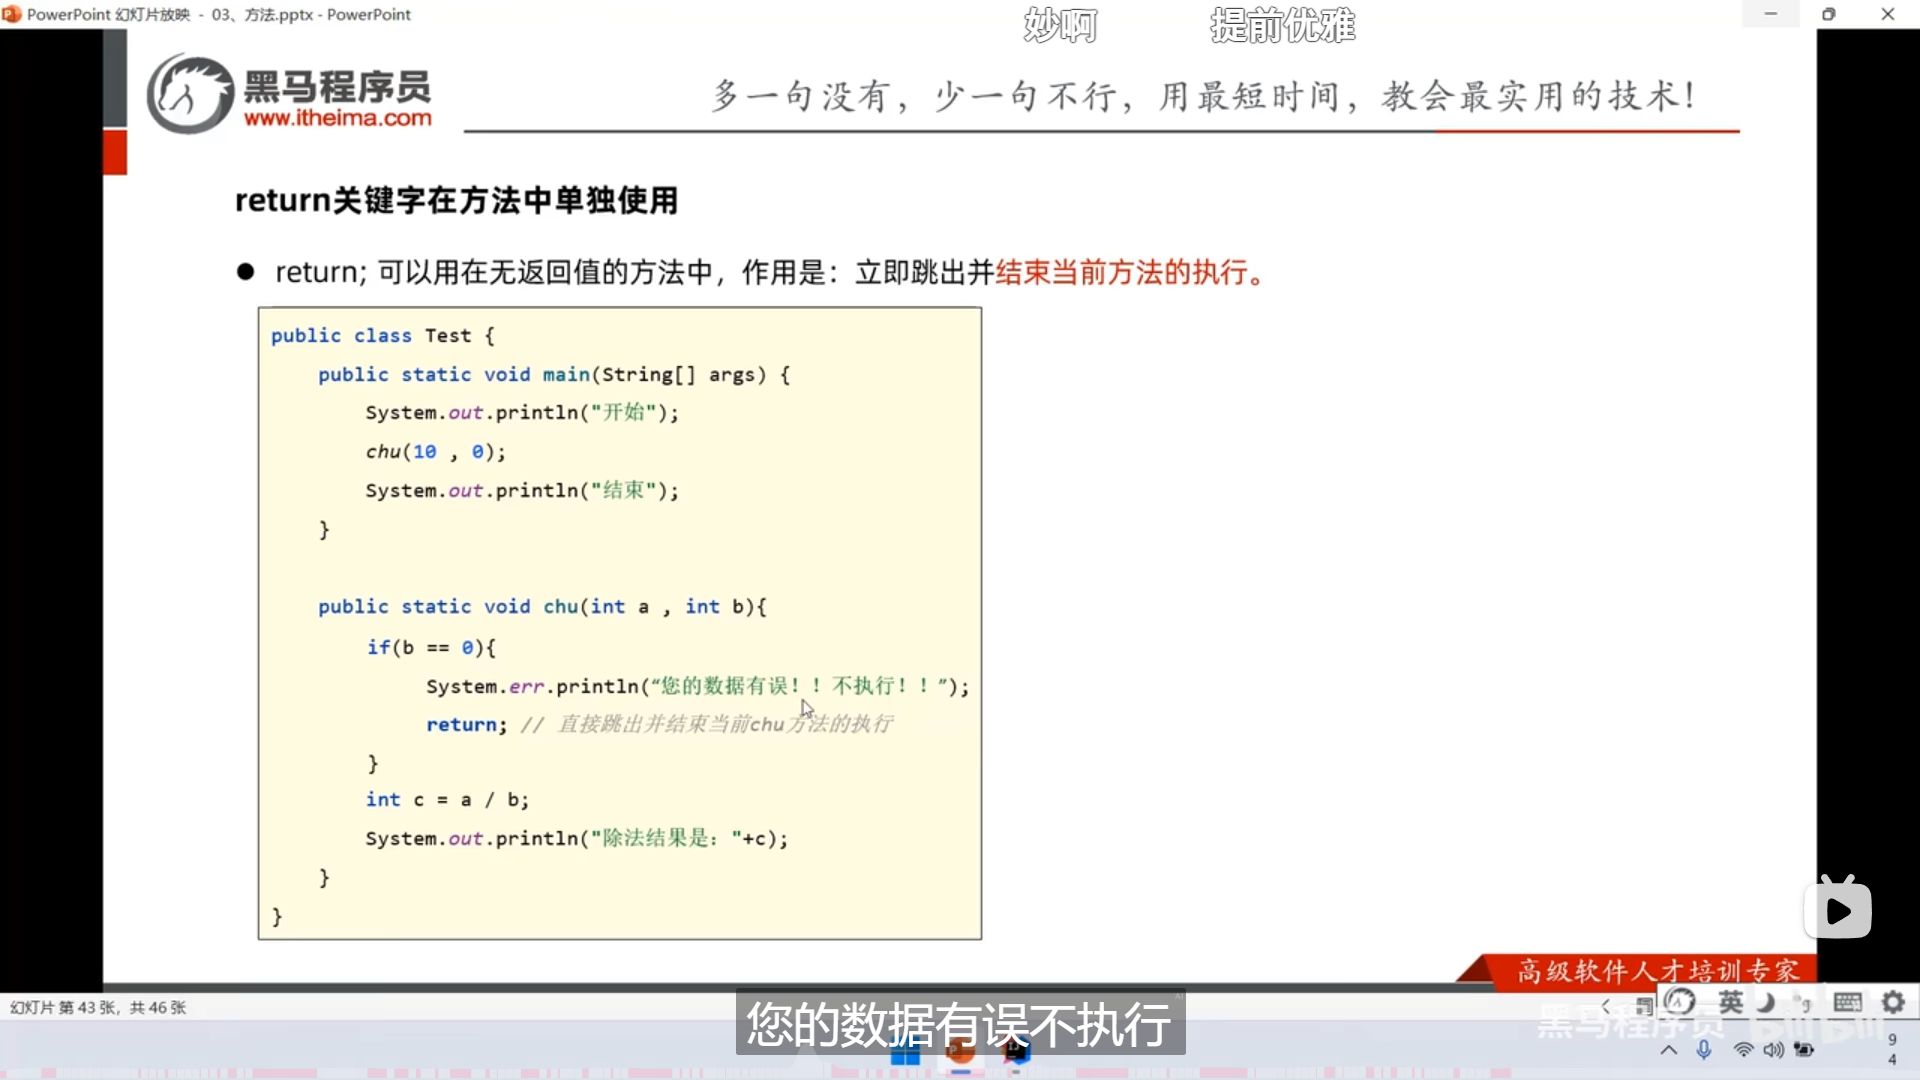 PowerPoint 幻灯片放映 - 03、方法.pptx - PowerPoint
妙啊
提前优雅
黑马程序员
www.itheima.com
多一句没有，少一句不行，用最短时间，教会最实用的技术！
return关键字在方法中单独使用
● return; 可以用在无返回值的方法中，作用是：立即跳出并结束当前方法的执行。
public class Test {
public static void main(String[] args) {
System.out.println("开始");
chu(10 , 0);
System.out.println("结束");
}
public static void chu(int a , int b){
if(b == 0){
System.err.println(“您的数据有误！！不执行！！”);
return; // 直接跳出并结束当前chu方法的执行
}
int c = a / b;
System.out.println("除法结果是："+c);
}
}
高级软件人才培训专家
幻灯片 第 43 张，共 46 张
您的数据有误不执行
英
黑马程序员 bilibili
9
4